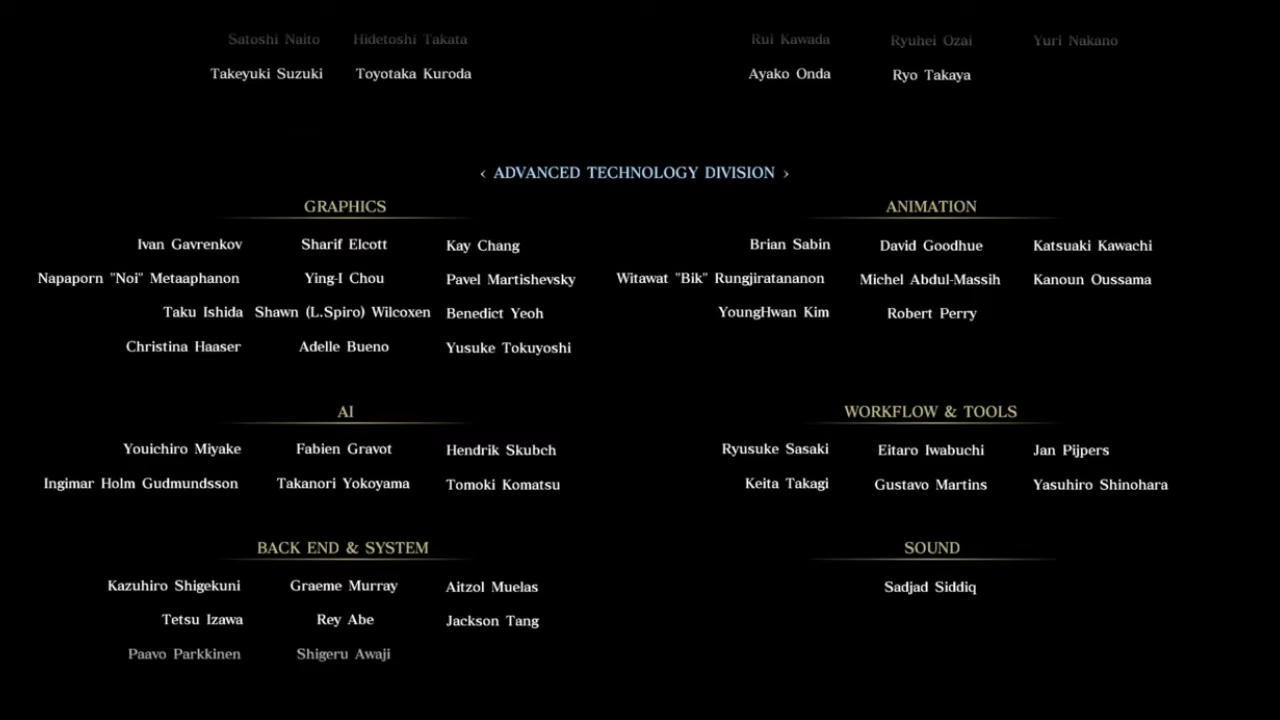 Satoshi Naito Hidetoshi Takata Rui Kawada Ryuhei Ozai Yuri Nakano
Takeyuki Suzuki Toyotaka Kuroda Ayako Onda Ryo Takaya
‹ ADVANCED TECHNOLOGY DIVISION ›
GRAPHICS
Ivan Gavrenkov Sharif Elcott Kay Chang
Napaporn "Noi" Metaaphanon Ying-I Chou Pavel Martishevsky
Taku Ishida Shawn (L.Spiro) Wilcoxen Benedict Yeoh
Christina Haaser Adelle Bueno Yusuke Tokuyoshi
ANIMATION
Brian Sabin David Goodhue Katsuaki Kawachi
Witawat "Bik" Rungjiratananon Michel Abdul-Massih Kanoun Oussama
YoungHwan Kim Robert Perry
AI
Youichiro Miyake Fabien Gravot Hendrik Skubch
Ingimar Holm Gudmundsson Takanori Yokoyama Tomoki Komatsu
WORKFLOW & TOOLS
Ryusuke Sasaki Eitaro Iwabuchi Jan Pijpers
Keita Takagi Gustavo Martins Yasuhiro Shinohara
BACK END & SYSTEM
Kazuhiro Shigekuni Graeme Murray Aitzol Muelas
Tetsu Izawa Rey Abe Jackson Tang
Paavo Parkkinen Shigeru Awaji
SOUND
Sadjad Siddiq